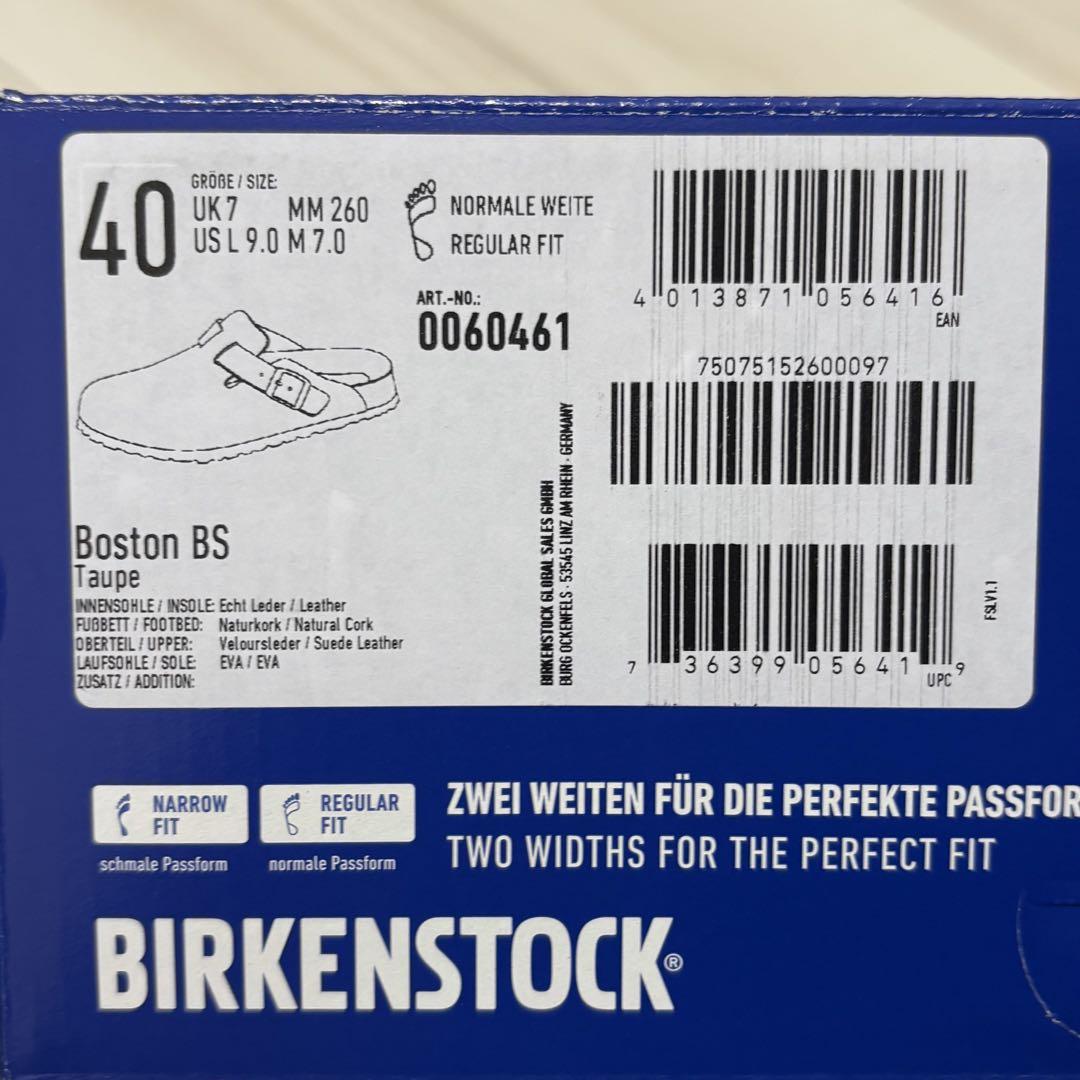 40
GRÖßE / SIZE:
UK 7 MM 260
US L 9.0 M 7.0
NORMALE WEITE
REGULAR FIT
ART.-NO.:
0060461
4 013871 056416
EAN
75075152600097
Boston BS
Taupe
INNENSOHLE / INSOLE: Echt Leder / Leather
FUßBETT / FOOTBED: Naturkork / Natural Cork
OBERTEIL / UPPER: Veloursleder / Suede Leather
LAUFSOHLE / SOLE: EVA / EVA
ZUSATZ / ADDITION:
BIRKENSTOCK GLOBAL SALES GMBH
BURG OCKENFELS · 53545 LINZ AM RHEIN · GERMANY
7 36399 05641 9
UPC
FSLV1.1
NARROW FIT
schmale Passform
REGULAR FIT
normale Passform
ZWEI WEITEN FÜR DIE PERFEKTE PASSFOR
TWO WIDTHS FOR THE PERFECT FIT
BIRKENSTOCK®